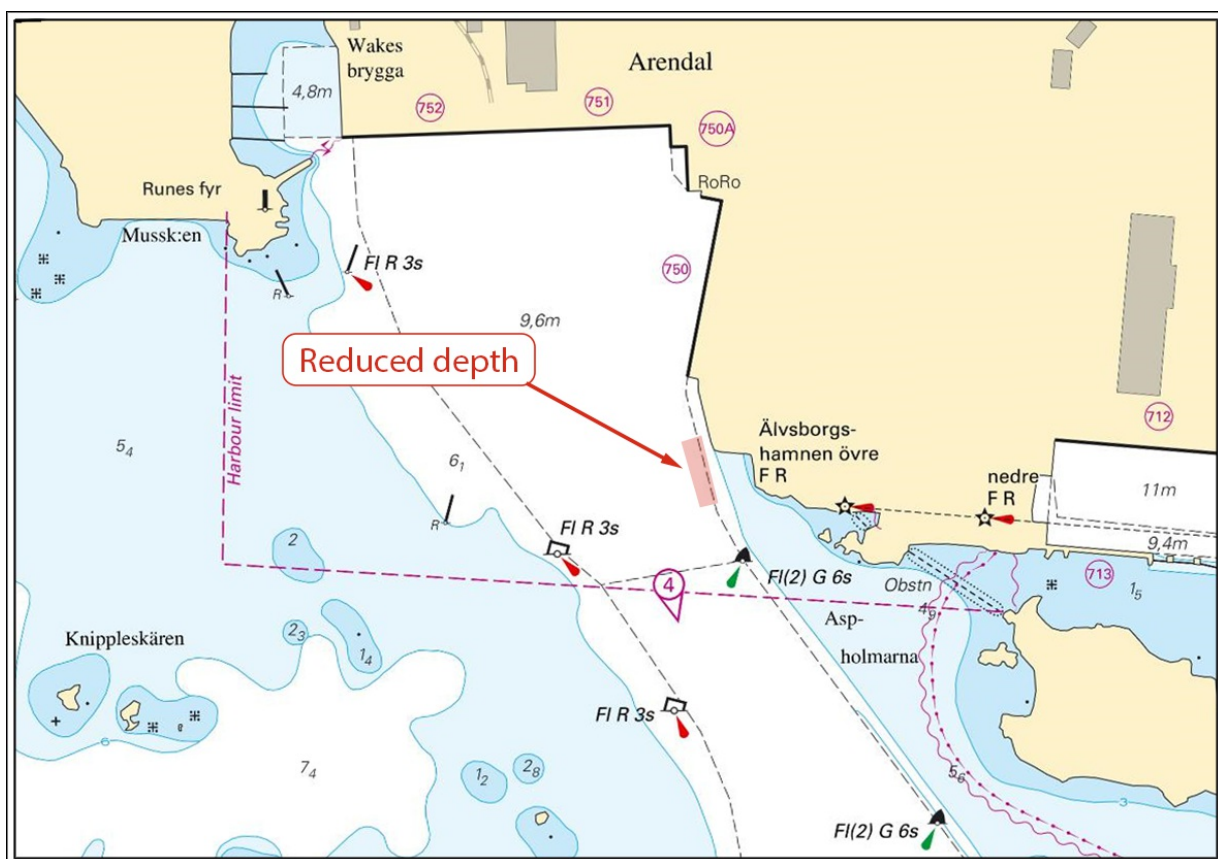 Wakes
brygga
Arendal
4,8m
752
751
750A
RoRo
Runes fyr
Mussk:en
R
Fl R 3s
750
9,6m
Reduced depth
Harbour limit
5₄
6₁
R
Älvsborgs-
hamnen övre
F R
nedre
F R
712
11m
9,4m
2
Fl R 3s
4
Fl(2) G 6s
Obstn
4₉
713
1₅
Asp-
holmarna
Knippleskären
2₃
1₄
Fl R 3s
6
7₄
1₂
2₈
5₆
3
Fl(2) G 6s